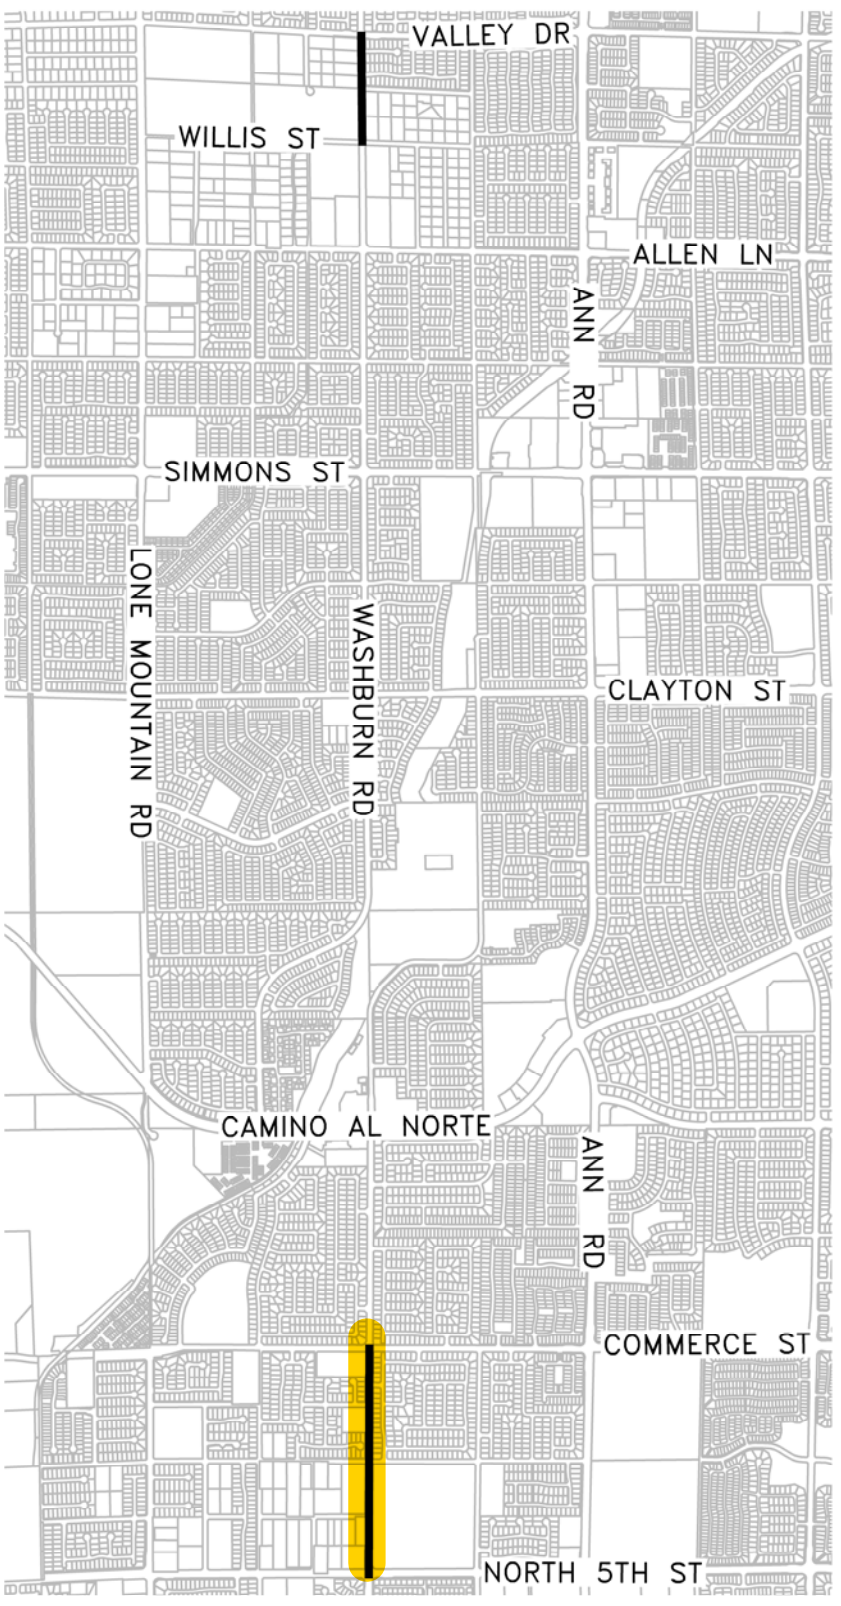 VALLEY DR
WILLIS ST
ALLEN LN
ANN RD
SIMMONS ST
LONE MOUNTAIN RD
WASHBURN RD
CLAYTON ST
CAMINO AL NORTE
ANN RD
COMMERCE ST
NORTH 5TH ST